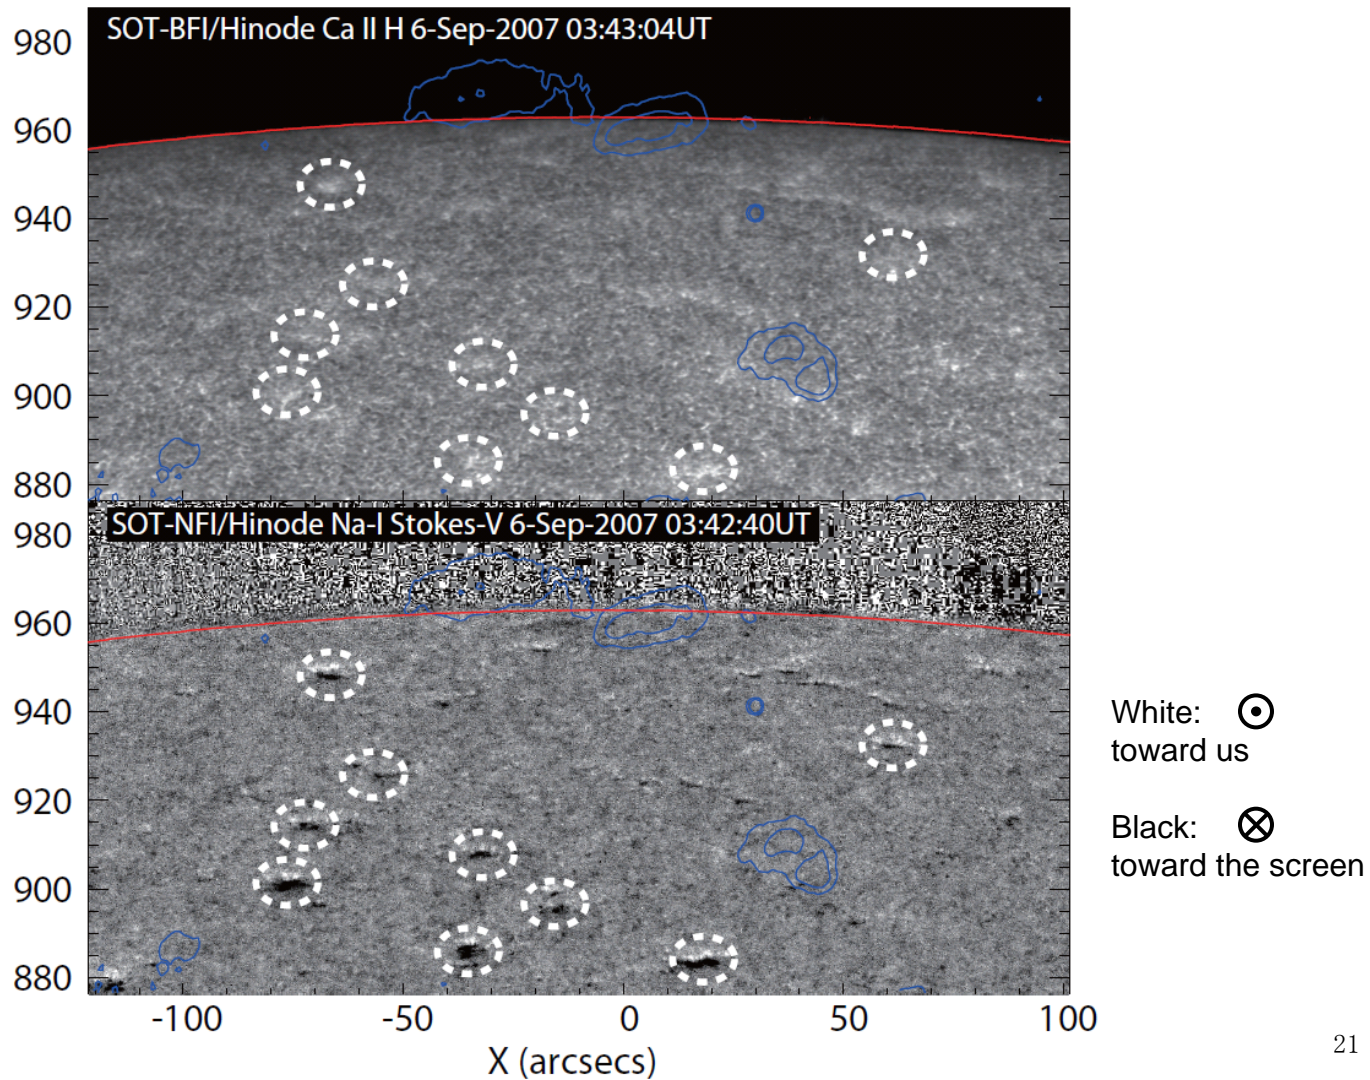 SOT-BFI/Hinode Ca II H 6-Sep-2007 03:43:04UT
980
960
940
920
900
880
SOT-NFI/Hinode Na-I Stokes-V 6-Sep-2007 03:42:40UT
980
960
940
920
900
880
-100 -50 0 50 100
X (arcsecs)
White:
toward us
Black:
toward the screen
21